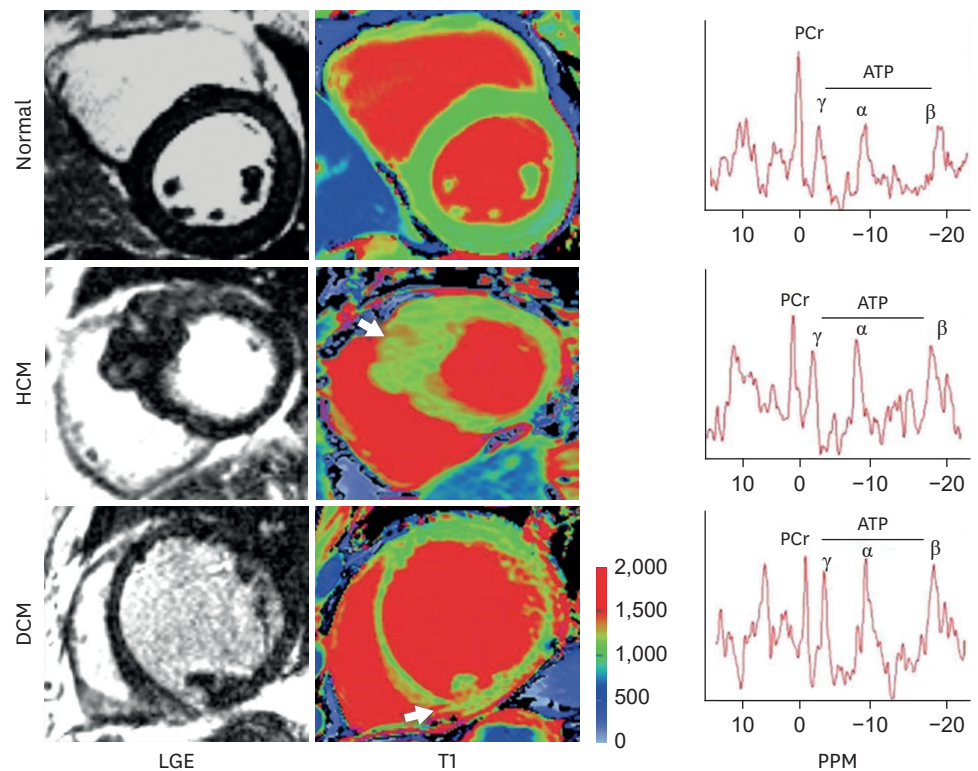 Normal
PCr
ATP
γ
α
β
10 0 −10 −20
HCM
PCr
ATP
γ
α
β
10 0 −10 −20
DCM
PCr
ATP
γ
α
β
2,000
1,500
1,000
500
0
10 0 −10 −20
LGE
T1
PPM